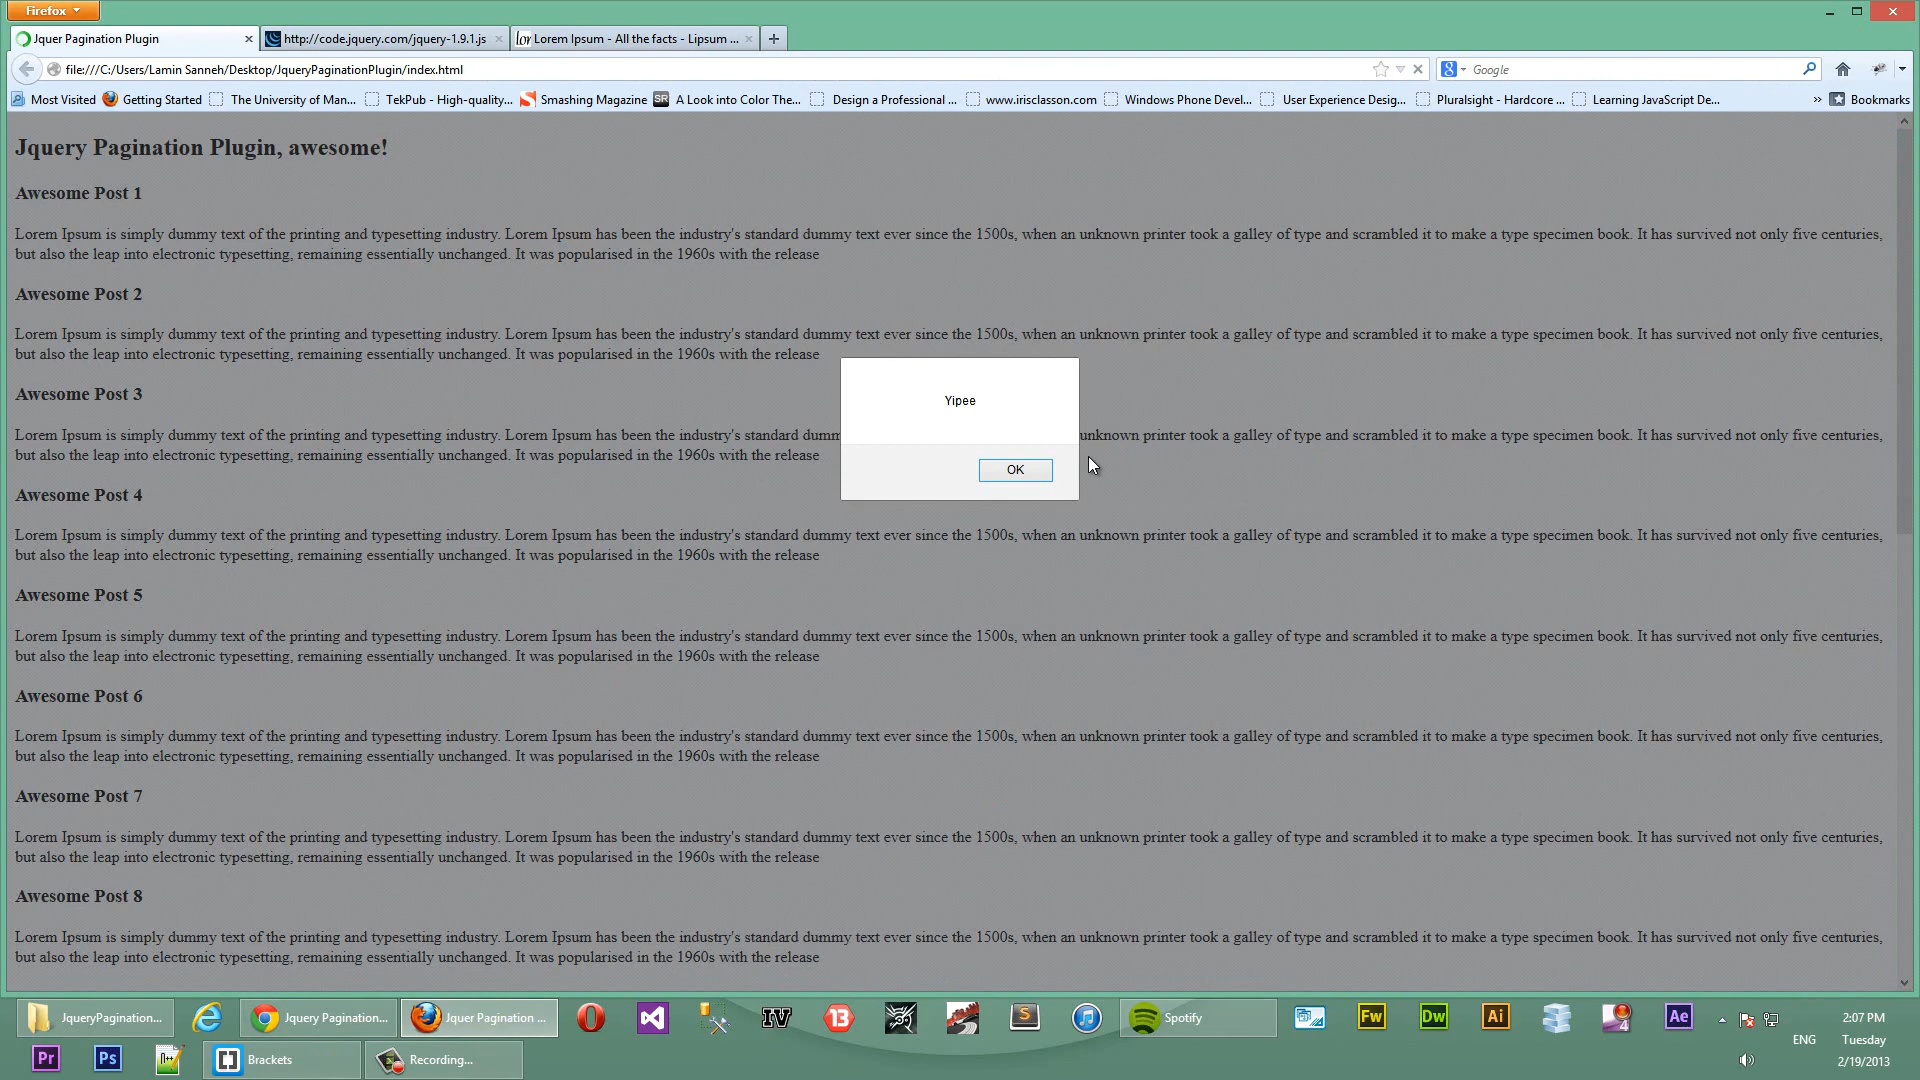 Firefox
Jquer Pagination Plugin
http://code.jquery.com/jquery-1.9.1.js
Lorem Ipsum - All the facts - Lipsum ...
file:///C:/Users/Lamin Sanneh/Desktop/JqueryPaginationPlugin/index.html
Google
Most Visited
Getting Started
The University of Man...
TekPub - High-quality...
Smashing Magazine
A Look into Color The...
Design a Professional ...
www.irisclasson.com
Windows Phone Devel...
User Experience Desig...
Pluralsight - Hardcore ...
Learning JavaScript De...
Bookmarks
Jquery Pagination Plugin, awesome!
Awesome Post 1
Lorem Ipsum is simply dummy text of the printing and typesetting industry. Lorem Ipsum has been the industry's standard dummy text ever since the 1500s, when an unknown printer took a galley of type and scrambled it to make a type specimen book. It has survived not only five centuries,
but also the leap into electronic typesetting, remaining essentially unchanged. It was popularised in the 1960s with the release
Awesome Post 2
Lorem Ipsum is simply dummy text of the printing and typesetting industry. Lorem Ipsum has been the industry's standard dummy text ever since the 1500s, when an unknown printer took a galley of type and scrambled it to make a type specimen book. It has survived not only five centuries,
but also the leap into electronic typesetting, remaining essentially unchanged. It was popularised in the 1960s with the release
Awesome Post 3
Lorem Ipsum is simply dummy text of the printing and typesetting industry. Lorem Ipsum has been the industry's standard dumm
unknown printer took a galley of type and scrambled it to make a type specimen book. It has survived not only five centuries,
but also the leap into electronic typesetting, remaining essentially unchanged. It was popularised in the 1960s with the release
Yipee
OK
Awesome Post 4
Lorem Ipsum is simply dummy text of the printing and typesetting industry. Lorem Ipsum has been the industry's standard dummy text ever since the 1500s, when an unknown printer took a galley of type and scrambled it to make a type specimen book. It has survived not only five centuries,
but also the leap into electronic typesetting, remaining essentially unchanged. It was popularised in the 1960s with the release
Awesome Post 5
Lorem Ipsum is simply dummy text of the printing and typesetting industry. Lorem Ipsum has been the industry's standard dummy text ever since the 1500s, when an unknown printer took a galley of type and scrambled it to make a type specimen book. It has survived not only five centuries,
but also the leap into electronic typesetting, remaining essentially unchanged. It was popularised in the 1960s with the release
Awesome Post 6
Lorem Ipsum is simply dummy text of the printing and typesetting industry. Lorem Ipsum has been the industry's standard dummy text ever since the 1500s, when an unknown printer took a galley of type and scrambled it to make a type specimen book. It has survived not only five centuries,
but also the leap into electronic typesetting, remaining essentially unchanged. It was popularised in the 1960s with the release
Awesome Post 7
Lorem Ipsum is simply dummy text of the printing and typesetting industry. Lorem Ipsum has been the industry's standard dummy text ever since the 1500s, when an unknown printer took a galley of type and scrambled it to make a type specimen book. It has survived not only five centuries,
but also the leap into electronic typesetting, remaining essentially unchanged. It was popularised in the 1960s with the release
Awesome Post 8
Lorem Ipsum is simply dummy text of the printing and typesetting industry. Lorem Ipsum has been the industry's standard dummy text ever since the 1500s, when an unknown printer took a galley of type and scrambled it to make a type specimen book. It has survived not only five centuries,
but also the leap into electronic typesetting, remaining essentially unchanged. It was popularised in the 1960s with the release
JqueryPagination...
Jquery Pagination...
Jquer Pagination ...
IV
13
S
Spotify
Fw
Dw
Ai
4
Ae
2:07 PM
ENG
Tuesday
2/19/2013
Pr
Ps
Brackets
Recording...